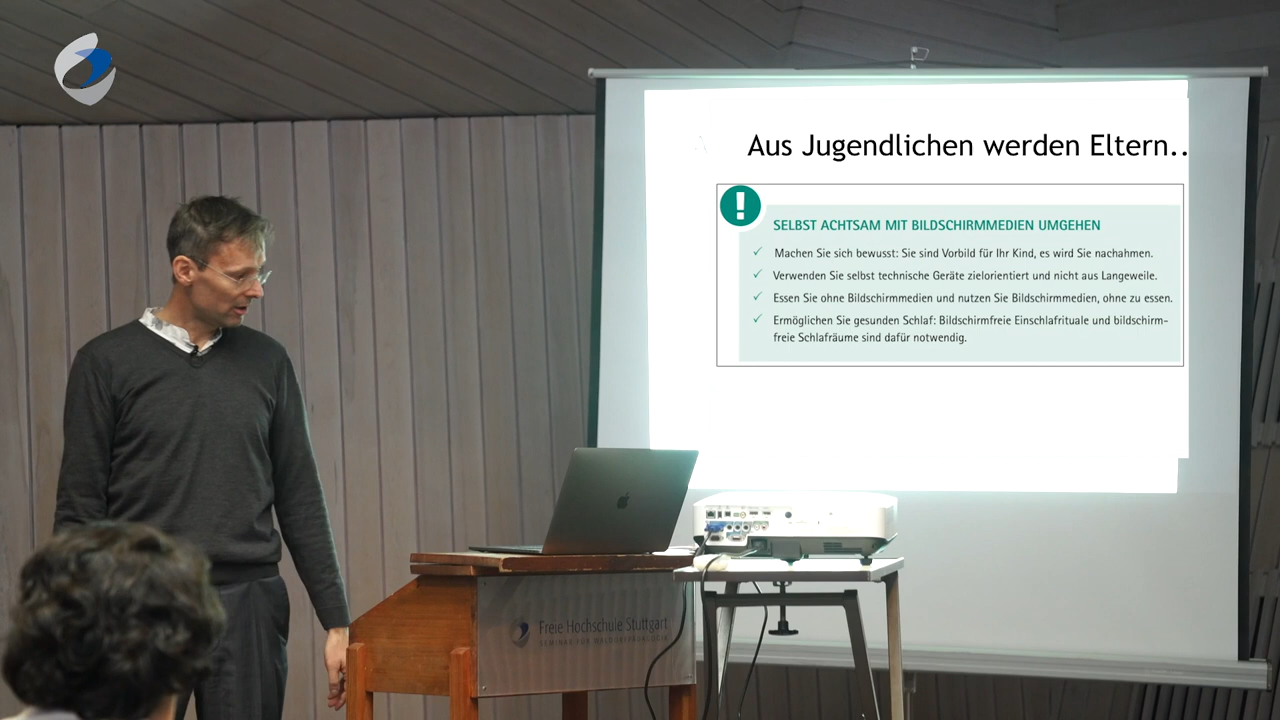 Aus Jugendlichen werden Eltern..
!
SELBST ACHTSAM MIT BILDSCHIRMMEDIEN UMGEHEN
✓ Machen Sie sich bewusst: Sie sind Vorbild für Ihr Kind, es wird Sie nachahmen.
✓ Verwenden Sie selbst technische Geräte zielorientiert und nicht aus Langeweile.
✓ Essen Sie ohne Bildschirmmedien und nutzen Sie Bildschirmmedien, ohne zu essen.
✓ Ermöglichen Sie gesunden Schlaf: Bildschirmfreie Einschlafrituale und bildschirm-
freie Schlafräume sind dafür notwendig.
Freie Hochschule Stuttgart
SEMINAR FÜR WALDORFPÄDAGOGIK